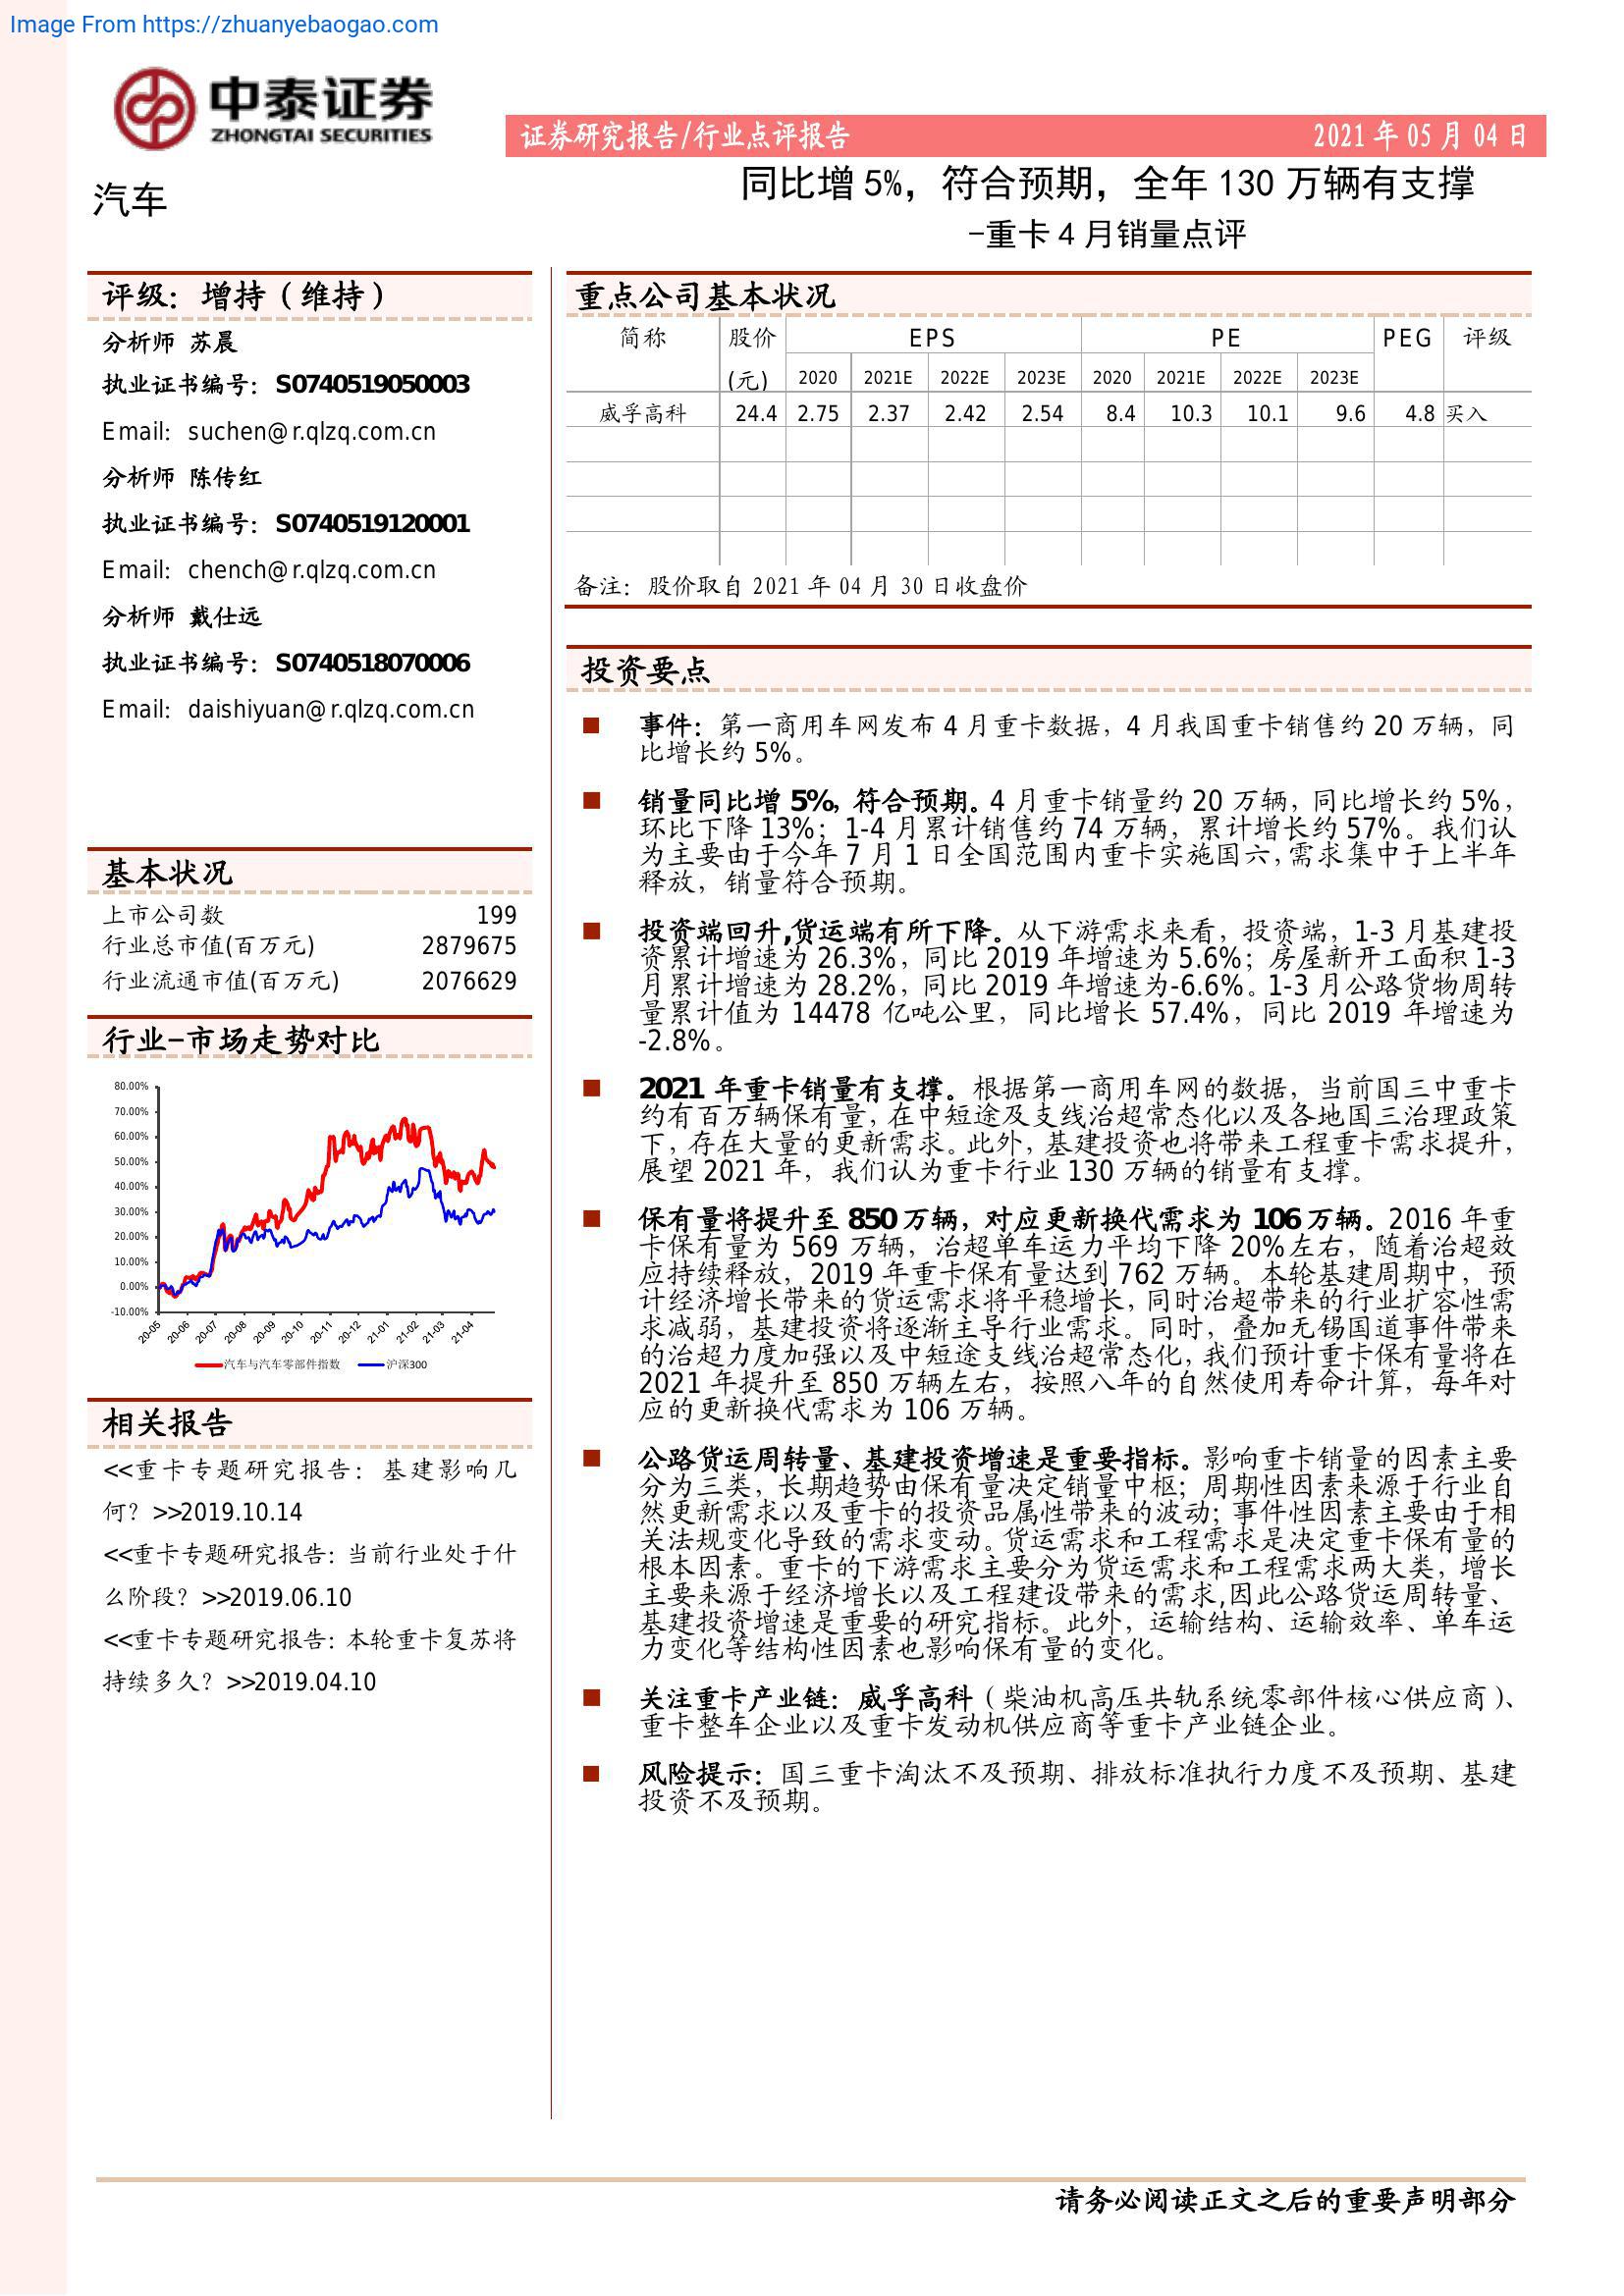 Image From https://zhuanyebaogao.com
中泰证券
ZHONGTAI SECURITIES
证券研究报告/行业点评报告
2021 年 05 月 04 日
汽车
同比增 5%，符合预期，全年 130 万辆有支撑
-重卡 4 月销量点评
评级：增持（维持）
分析师 苏晨
执业证书编号：S0740519050003
Email：suchen@r.qlzq.com.cn
分析师 陈传红
执业证书编号：S0740519120001
Email：chench@r.qlzq.com.cn
分析师 戴仕远
执业证书编号：S0740518070006
Email：daishiyuan@r.qlzq.com.cn
基本状况
上市公司数 199
行业总市值(百万元) 2879675
行业流通市值(百万元) 2076629
行业-市场走势对比
80.00%
70.00%
60.00%
50.00%
40.00%
30.00%
20.00%
10.00%
0.00%
-10.00%
20-05 20-06 20-07 20-08 20-09 20-10 20-11 20-12 21-01 21-02 21-03 21-04
汽车与汽车零部件指数 沪深300
相关报告
<<重卡专题研究报告：基建影响几
何？>>2019.10.14
<<重卡专题研究报告：当前行业处于什
么阶段？>>2019.06.10
<<重卡专题研究报告：本轮重卡复苏将
持续多久？>>2019.04.10
重点公司基本状况
简称 股价 EPS PE PEG 评级
(元) 2020 2021E 2022E 2023E 2020 2021E 2022E 2023E
威孚高科 24.4 2.75 2.37 2.42 2.54 8.4 10.3 10.1 9.6 4.8 买入
备注：股价取自 2021 年 04 月 30 日收盘价
投资要点
事件：第一商用车网发布 4 月重卡数据，4 月我国重卡销售约 20 万辆，同
比增长约 5%。
销量同比增 5%，符合预期。4 月重卡销量约 20 万辆，同比增长约 5%，
环比下降 13%；1-4 月累计销售约 74 万辆，累计增长约 57%。我们认
为主要由于今年 7 月 1 日全国范围内重卡实施国六，需求集中于上半年
释放，销量符合预期。
投资端回升,货运端有所下降。从下游需求来看，投资端，1-3 月基建投
资累计增速为 26.3%，同比 2019 年增速为 5.6%；房屋新开工面积 1-3
月累计增速为 28.2%，同比 2019 年增速为-6.6%。1-3 月公路货物周转
量累计值为 14478 亿吨公里，同比增长 57.4%，同比 2019 年增速为
-2.8%。
2021 年重卡销量有支撑。根据第一商用车网的数据，当前国三中重卡
约有百万辆保有量，在中短途及支线治超常态化以及各地国三治理政策
下，存在大量的更新需求。此外，基建投资也将带来工程重卡需求提升，
展望 2021 年，我们认为重卡行业 130 万辆的销量有支撑。
保有量将提升至 850 万辆，对应更新换代需求为 106 万辆。2016 年重
卡保有量为 569 万辆，治超单车运力平均下降 20%左右，随着治超效
应持续释放，2019 年重卡保有量达到 762 万辆。本轮基建周期中，预
计经济增长带来的货运需求将平稳增长，同时治超带来的行业扩容性需
求减弱，基建投资将逐渐主导行业需求。同时，叠加无锡国道事件带来
的治超力度加强以及中短途支线治超常态化，我们预计重卡保有量将在
2021 年提升至 850 万辆左右，按照八年的自然使用寿命计算，每年对
应的更新换代需求为 106 万辆。
公路货运周转量、基建投资增速是重要指标。影响重卡销量的因素主要
分为三类，长期趋势由保有量决定销量中枢；周期性因素来源于行业自
然更新需求以及重卡的投资品属性带来的波动；事件性因素主要由于相
关法规变化导致的需求变动。货运需求和工程需求是决定重卡保有量的
根本因素。重卡的下游需求主要分为货运需求和工程需求两大类，增长
主要来源于经济增长以及工程建设带来的需求,因此公路货运周转量、
基建投资增速是重要的研究指标。此外，运输结构、运输效率、单车运
力变化等结构性因素也影响保有量的变化。
关注重卡产业链：威孚高科（柴油机高压共轨系统零部件核心供应商）、
重卡整车企业以及重卡发动机供应商等重卡产业链企业。
风险提示：国三重卡淘汰不及预期、排放标准执行力度不及预期、基建
投资不及预期。
请务必阅读正文之后的重要声明部分